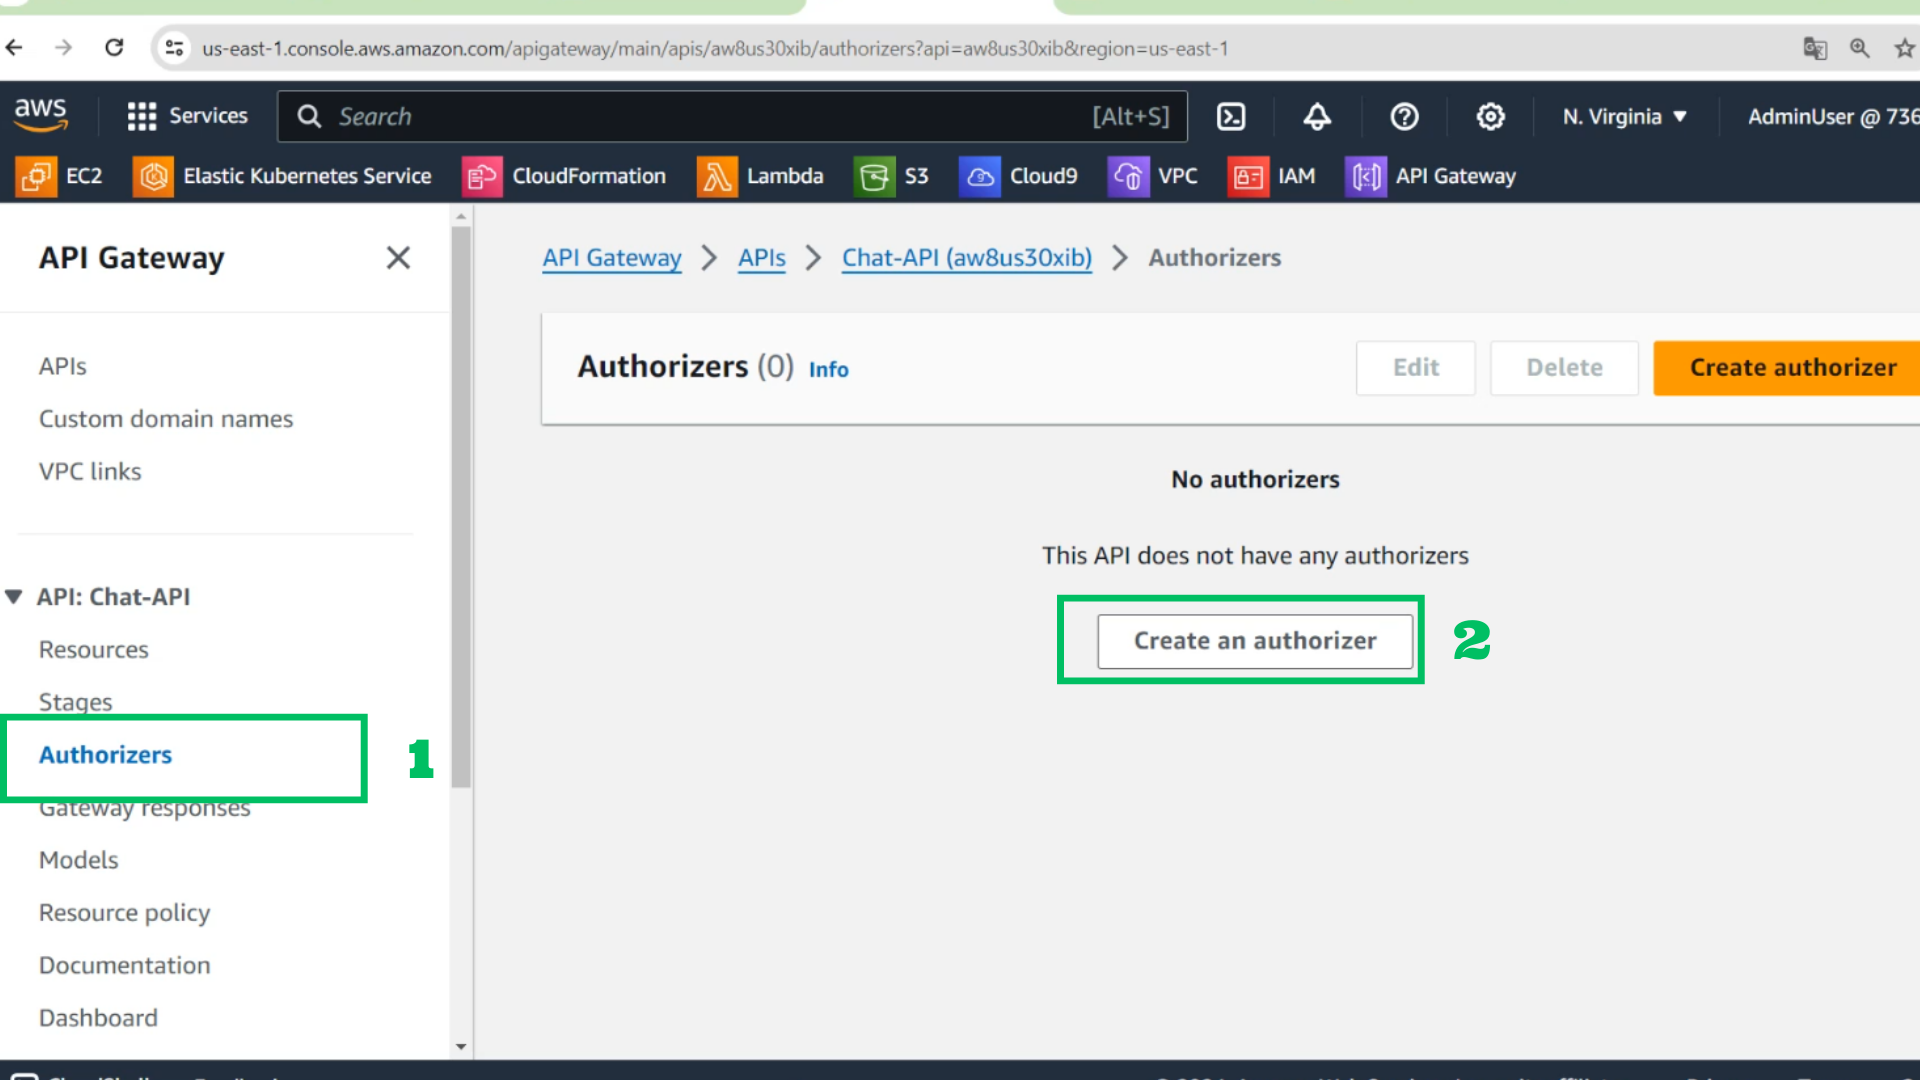 us-east-1.console.aws.amazon.com/apigateway/main/apis/aw8us30xib/authorizers?api=aw8us30xib&region=us-east-1
aws Services Search [Alt+S] N. Virginia ▼ AdminUser @ 736
EC2 Elastic Kubernetes Service CloudFormation Lambda S3 Cloud9 VPC IAM API Gateway
API Gateway
APIs
Custom domain names
VPC links
API: Chat-API
Resources
Stages
Authorizers
1
Gateway responses
Models
Resource policy
Documentation
Dashboard
API Gateway > APIs > Chat-API (aw8us30xib) > Authorizers
Authorizers (0) Info Edit Delete Create authorizer
No authorizers
This API does not have any authorizers
Create an authorizer
2